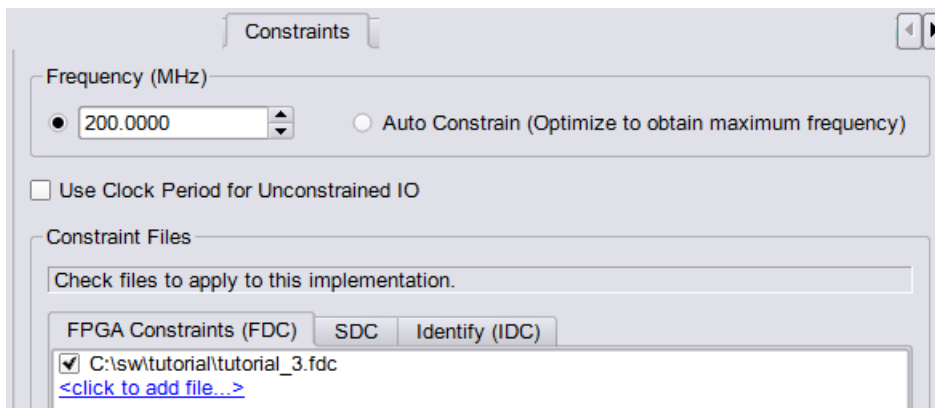 Constraints
Frequency (MHz)
200.0000
Auto Constrain (Optimize to obtain maximum frequency)
Use Clock Period for Unconstrained IO
Constraint Files
Check files to apply to this implementation.
FPGA Constraints (FDC) SDC Identify (IDC)
C:\sw\tutorial\tutorial_3.fdc
<click to add file...>